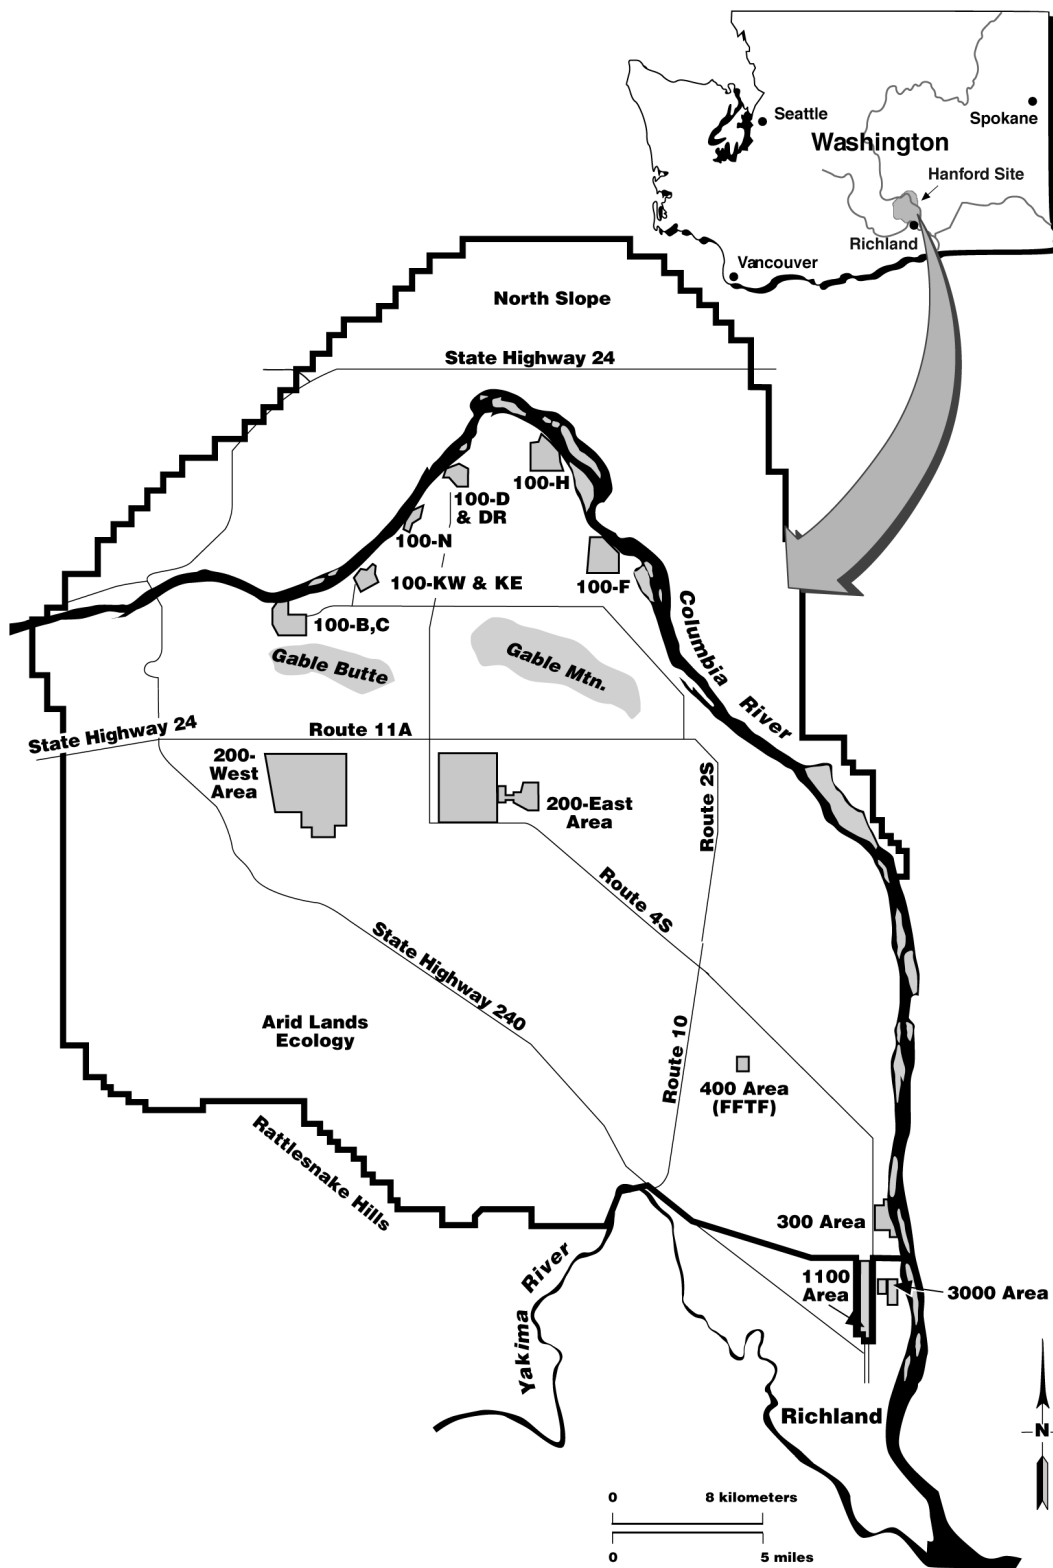 Seattle
Spokane
Washington
Hanford Site
Richland
Vancouver
North Slope
State Highway 24
100-H
100-D
& DR
100-N
100-KW & KE
100-F
100-B,C
Columbia River
Gable Butte
Gable Mtn.
State Highway 24
Route 11A
200-
West
Area
200-East
Area
Route 2S
Route 4S
State Highway 240
Arid Lands
Ecology
Route 10
400 Area
(FFTF)
Rattlesnake Hills
300 Area
1100
Area
3000 Area
Yakima River
Richland
N
0 8 kilometers
0 5 miles